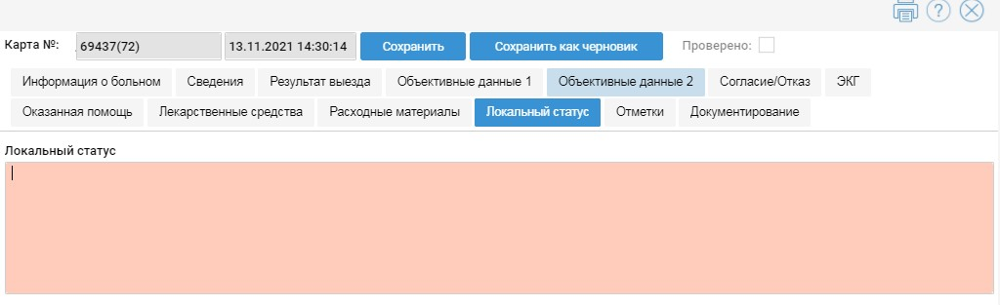 Карта №: 69437(72) 13.11.2021 14:30:14 Сохранить Сохранить как черновик Проверено:
Информация о больном Сведения Результат выезда Объективные данные 1 Объективные данные 2 Согласие/Отказ ЭКГ
Оказанная помощь Лекарственные средства Расходные материалы Локальный статус Отметки Документирование
Локальный статус